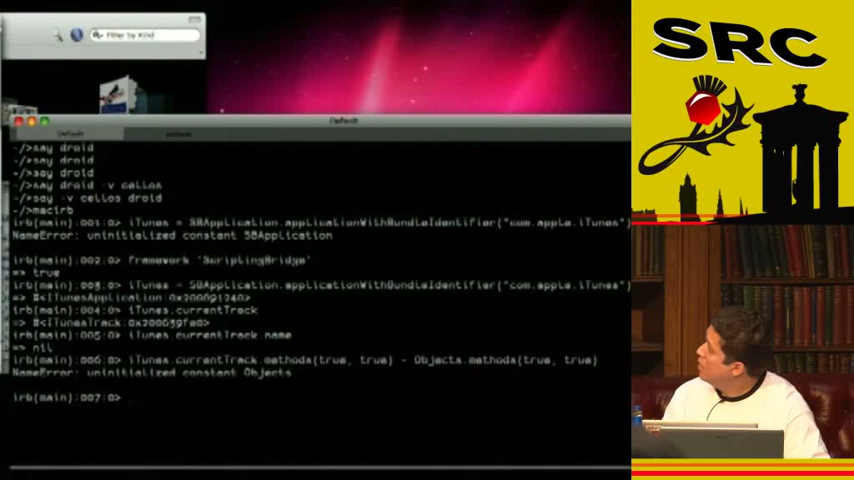 Filter by Kind
SRC
Default
~/>say droid
~/>say droid
~/>say droid
~/>say droid -v cellos
~/>say -v cellos droid
~/>macirb
irb(main):001:0> iTunes = SBApplication.applicationWithBundleIdentifier("com.apple.iTunes")
NameError: uninitialized constant SBApplication
irb(main):002:0> framework 'ScriptingBridge'
=> true
irb(main):003:0> iTunes = SBApplication.applicationWithBundleIdentifier("com.apple.iTunes")
=> #<ITunesApplication:0x200091240>
irb(main):004:0> iTunes.currentTrack
=> #<ITunesTrack:0x200639fa0>
irb(main):005:0> iTunes.currentTrack.name
=> nil
irb(main):006:0> iTunes.currentTrack.methods(true, true) - Objects.methods(true, true)
NameError: uninitialized constant Objects
irb(main):007:0>